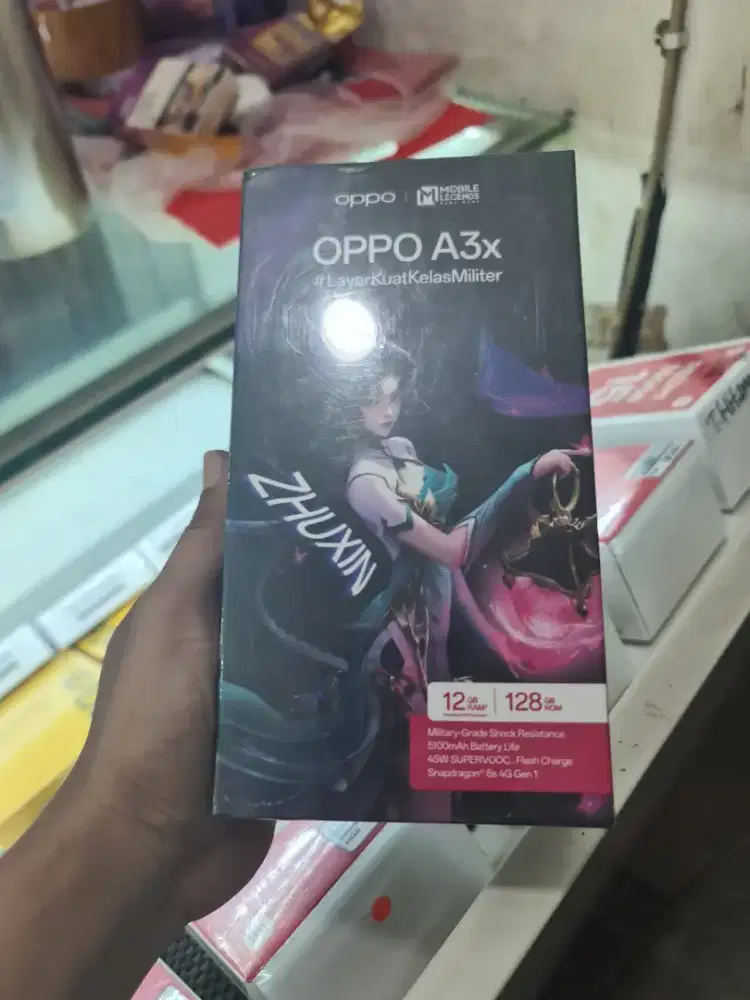 oppo | MOBILE LEGENDS
OPPO A3x
#LayarKuatKelasMiliter
ZHUXIN
12 GB RAM | 128 GB ROM
Military-Grade Shock Resistance
5100mAh Battery Life
45W SUPERVOOC Flash Charge
Snapdragon® 6s 4G Gen 1